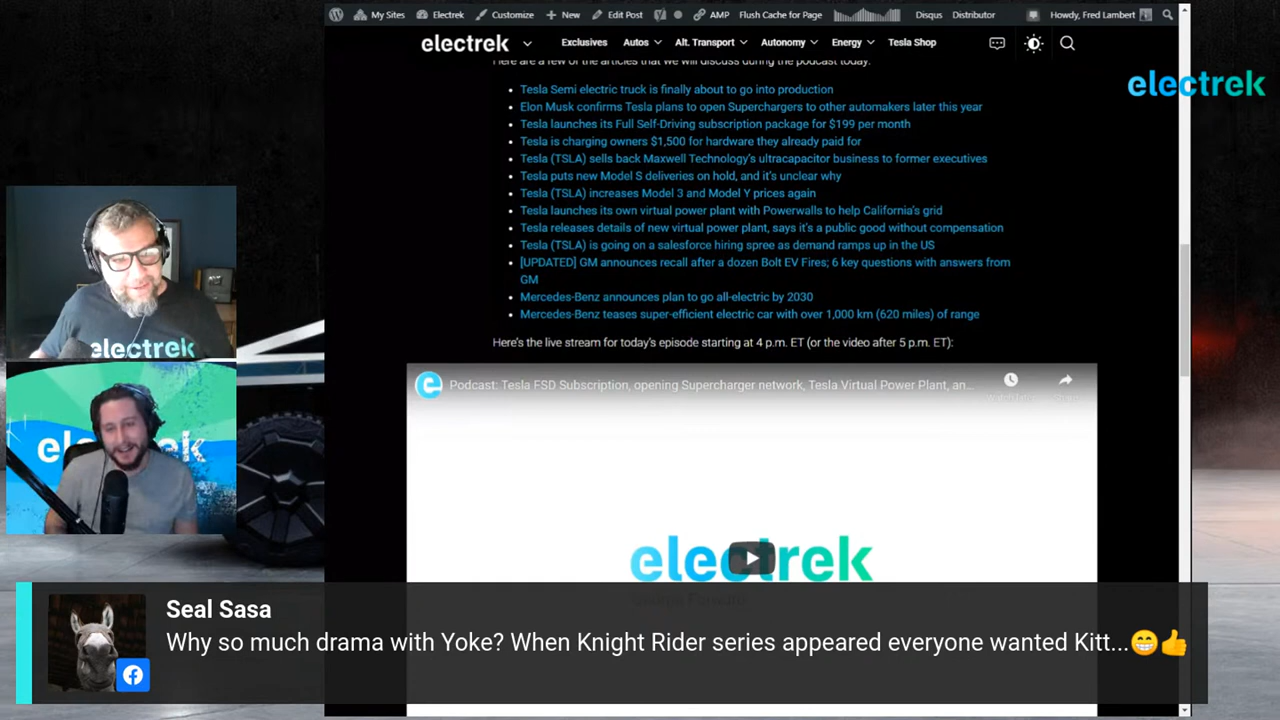 My Sites Electrek Customize New Edit Post AMP Flush Cache for Page Disqus Distributor Howdy, Fred Lambert
electrek Exclusives Autos Alt. Transport Autonomy Energy Tesla Shop
electrek
Here are a few of the articles that we will discuss during the podcast today:
Tesla Semi electric truck is finally about to go into production
Elon Musk confirms Tesla plans to open Superchargers to other automakers later this year
Tesla launches its Full Self-Driving subscription package for $199 per month
Tesla is charging owners $1,500 for hardware they already paid for
Tesla (TSLA) sells back Maxwell Technology's ultracapacitor business to former executives
Tesla puts new Model S deliveries on hold, and it's unclear why
Tesla (TSLA) increases Model 3 and Model Y prices again
Tesla launches its own virtual power plant with Powerwalls to help California's grid
Tesla releases details of new virtual power plant, says it's a public good without compensation
Tesla (TSLA) is going on a salesforce hiring spree as demand ramps up in the US
[UPDATED] GM announces recall after a dozen Bolt EV Fires; 6 key questions with answers from
GM
Mercedes-Benz announces plan to go all-electric by 2030
Mercedes-Benz teases super-efficient electric car with over 1,000 km (620 miles) of range
Here's the live stream for today's episode starting at 4 p.m. ET (or the video after 5 p.m. ET):
Podcast: Tesla FSD Subscription, opening Supercharger network, Tesla Virtual Power Plant, an...
electrek
electrek
Seal Sasa
Why so much drama with Yoke? When Knight Rider series appeared everyone wanted Kitt...😁👍